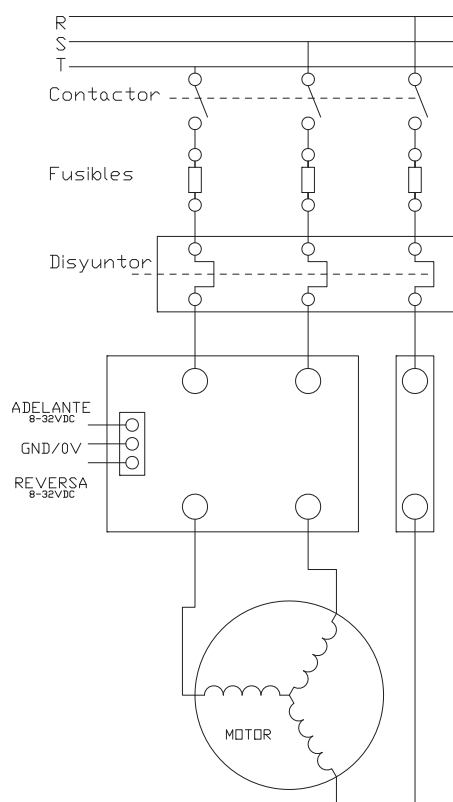 R
S
T
Contactor
Fusibles
Disyuntor
ADELANTE
8-32VDC
GND/0V
REVERSA
8-32VDC
MOTOR